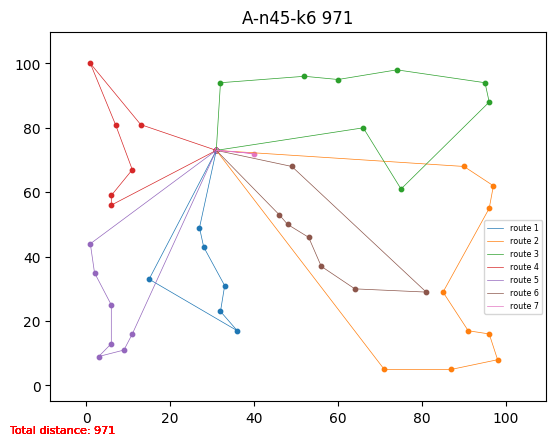 A-n45-k6 971
100
80
60
40
20
0
route 1
route 2
route 3
route 4
route 5
route 6
route 7
0 20 40 60 80 100
Total distance: 971